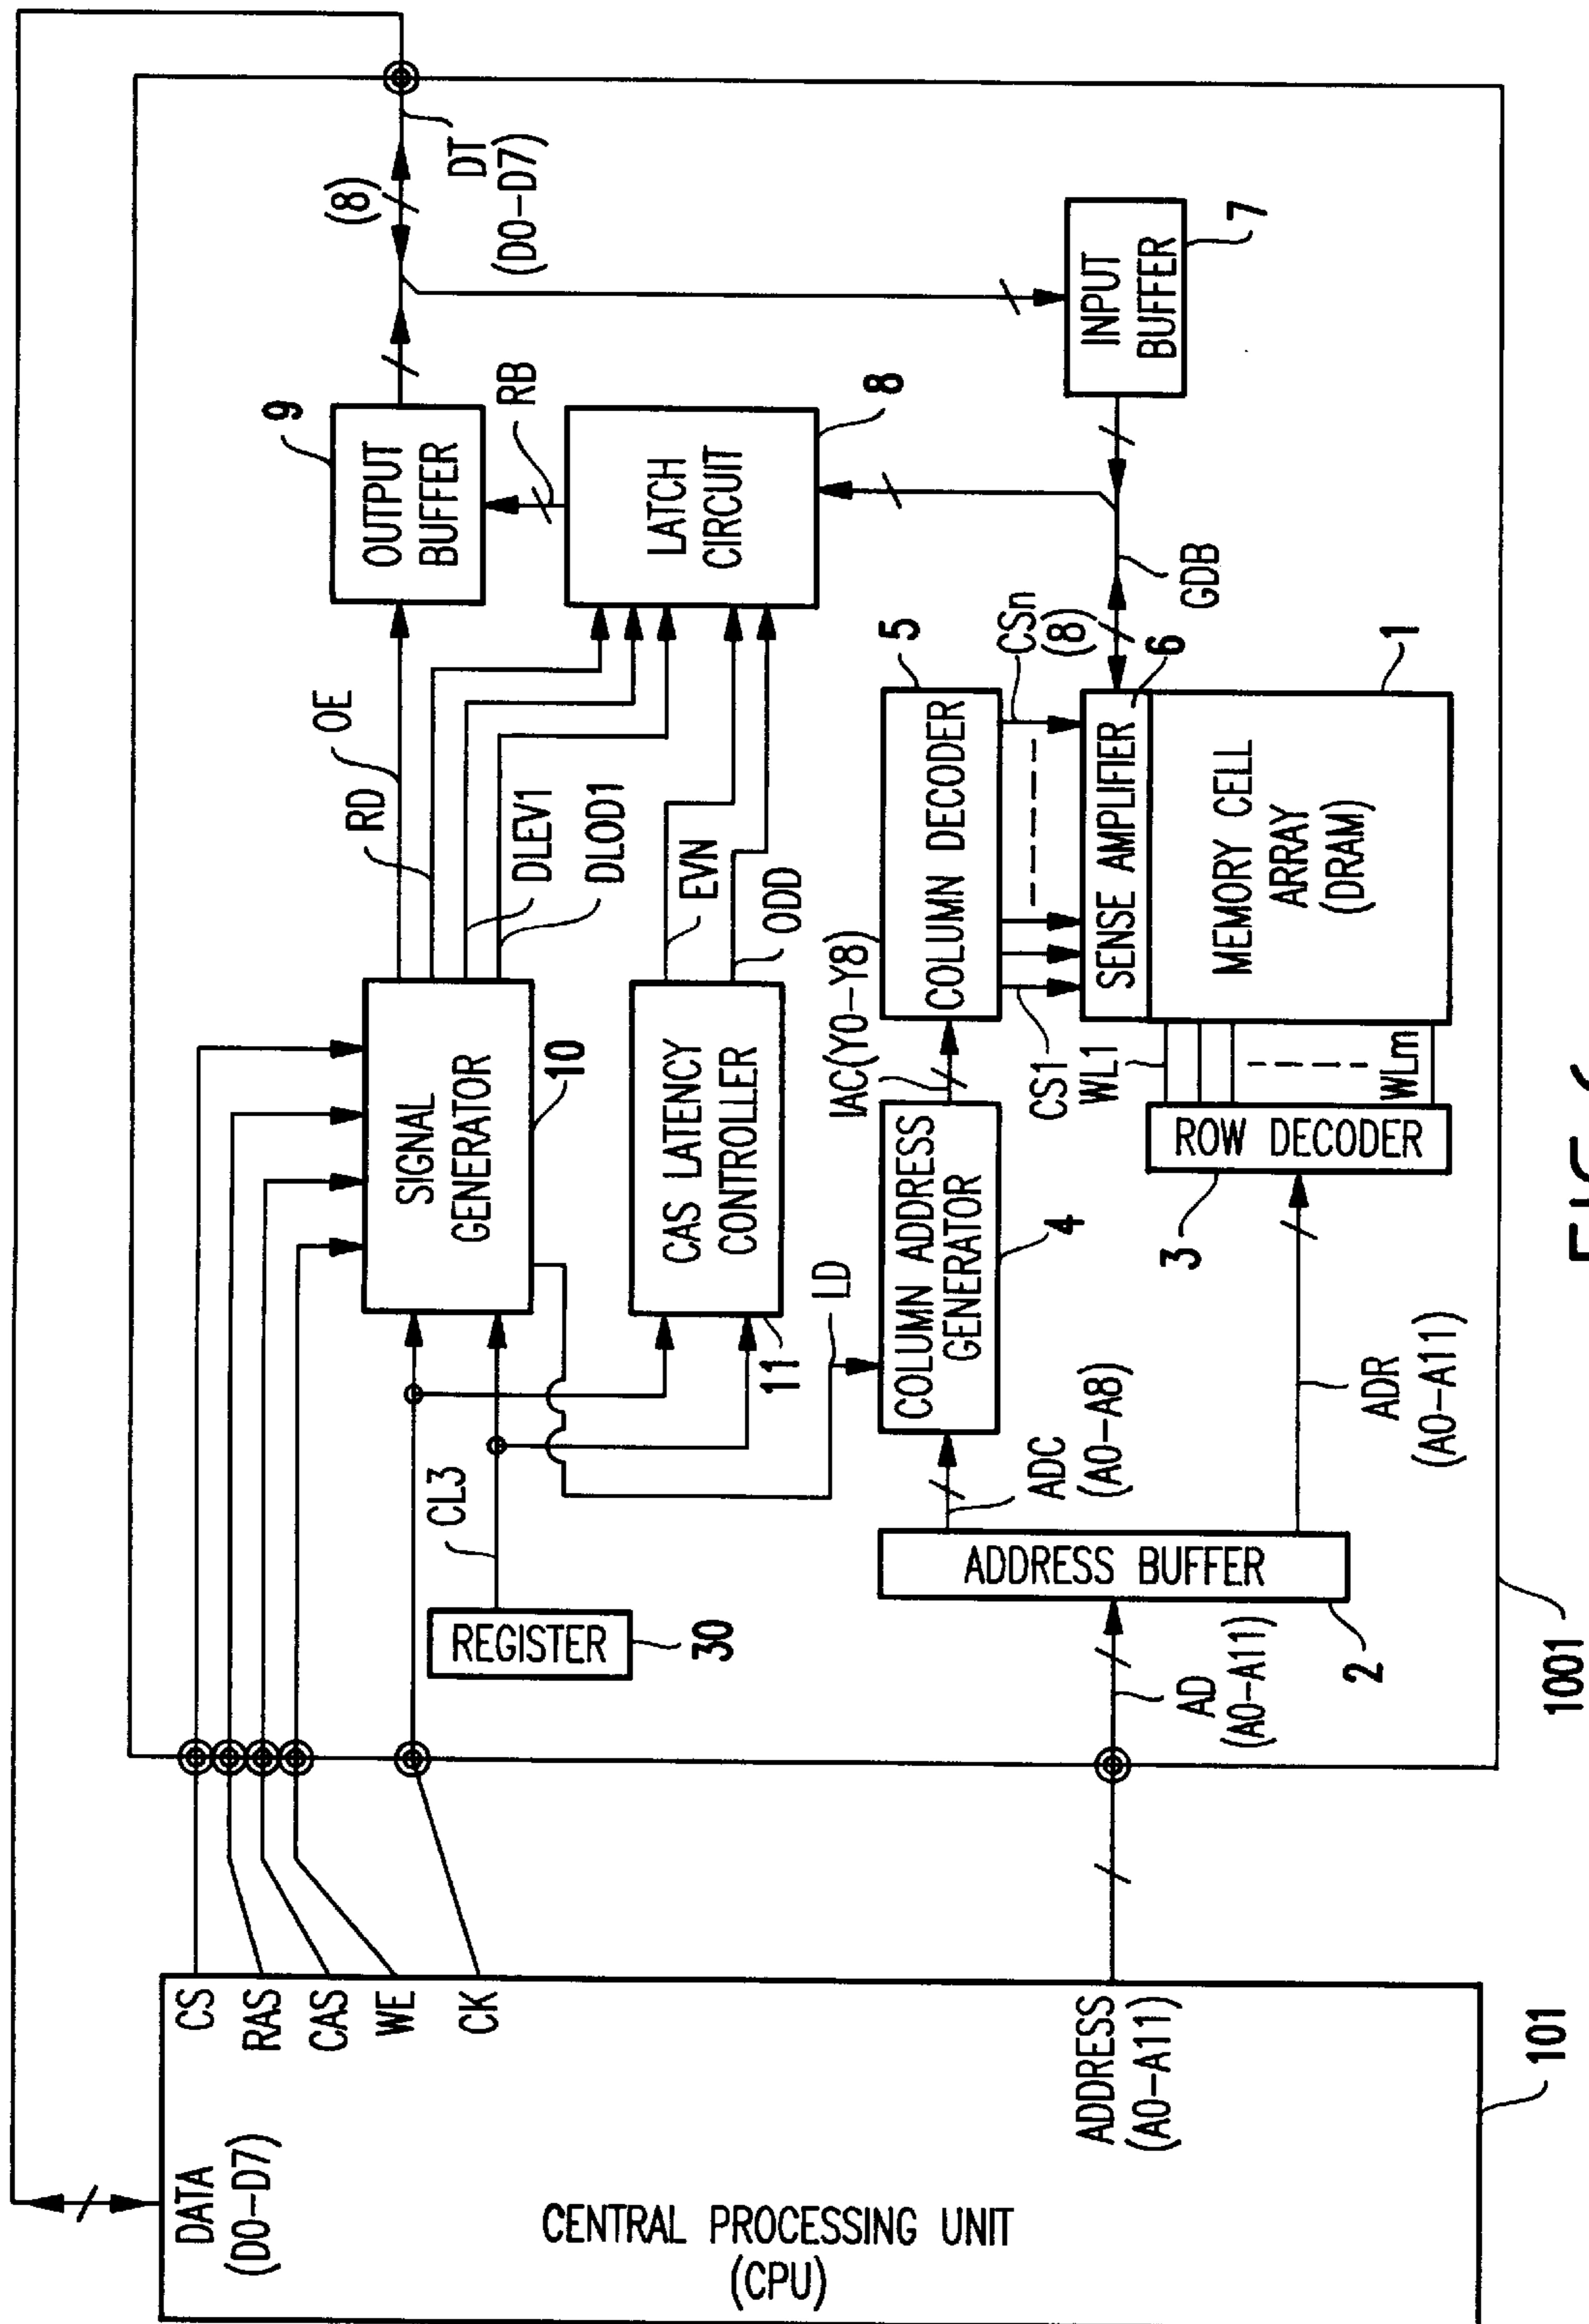 DATA
(D0-D7)
CS
RAS
CAS
WE
CK
CENTRAL PROCESSING UNIT
(CPU)
ADDRESS
(A0-A11)
101
REGISTER
30
CL3
SIGNAL
GENERATOR
10
CAS LATENCY
CONTROLLER
11
LD
RD
OE
DLEV1
DLOD1
EVN
ODD
OUTPUT
BUFFER
9
RB
LATCH
CIRCUIT
8
(8)
DT
(D0-D7)
INPUT
BUFFER
7
AD
(A0-A11)
ADDRESS BUFFER
2
ADC
(A0-A8)
COLUMN ADDRESS
GENERATOR
4
IAC(Y0-Y8)
COLUMN DECODER
5
CS1
CSn
(8)
GDB
SENSE AMPLIFIER
6
MEMORY CELL
ARRAY
(DRAM)
1
WL1
WLm
ROW DECODER
3
ADR
(A0-A11)
1001